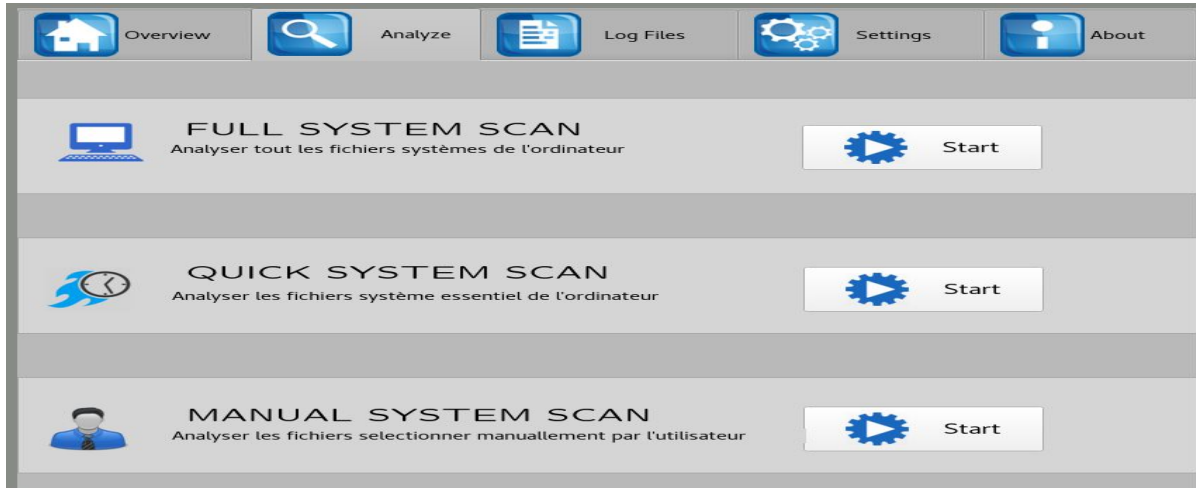 Overview
Analyze
Log Files
Settings
About
FULL SYSTEM SCAN
Analyser tout les fichiers systèmes de l'ordinateur
Start
QUICK SYSTEM SCAN
Analyser les fichiers système essentiel de l'ordinateur
Start
MANUAL SYSTEM SCAN
Analyser les fichiers selectionner manuallement par l'utilisateur
Start